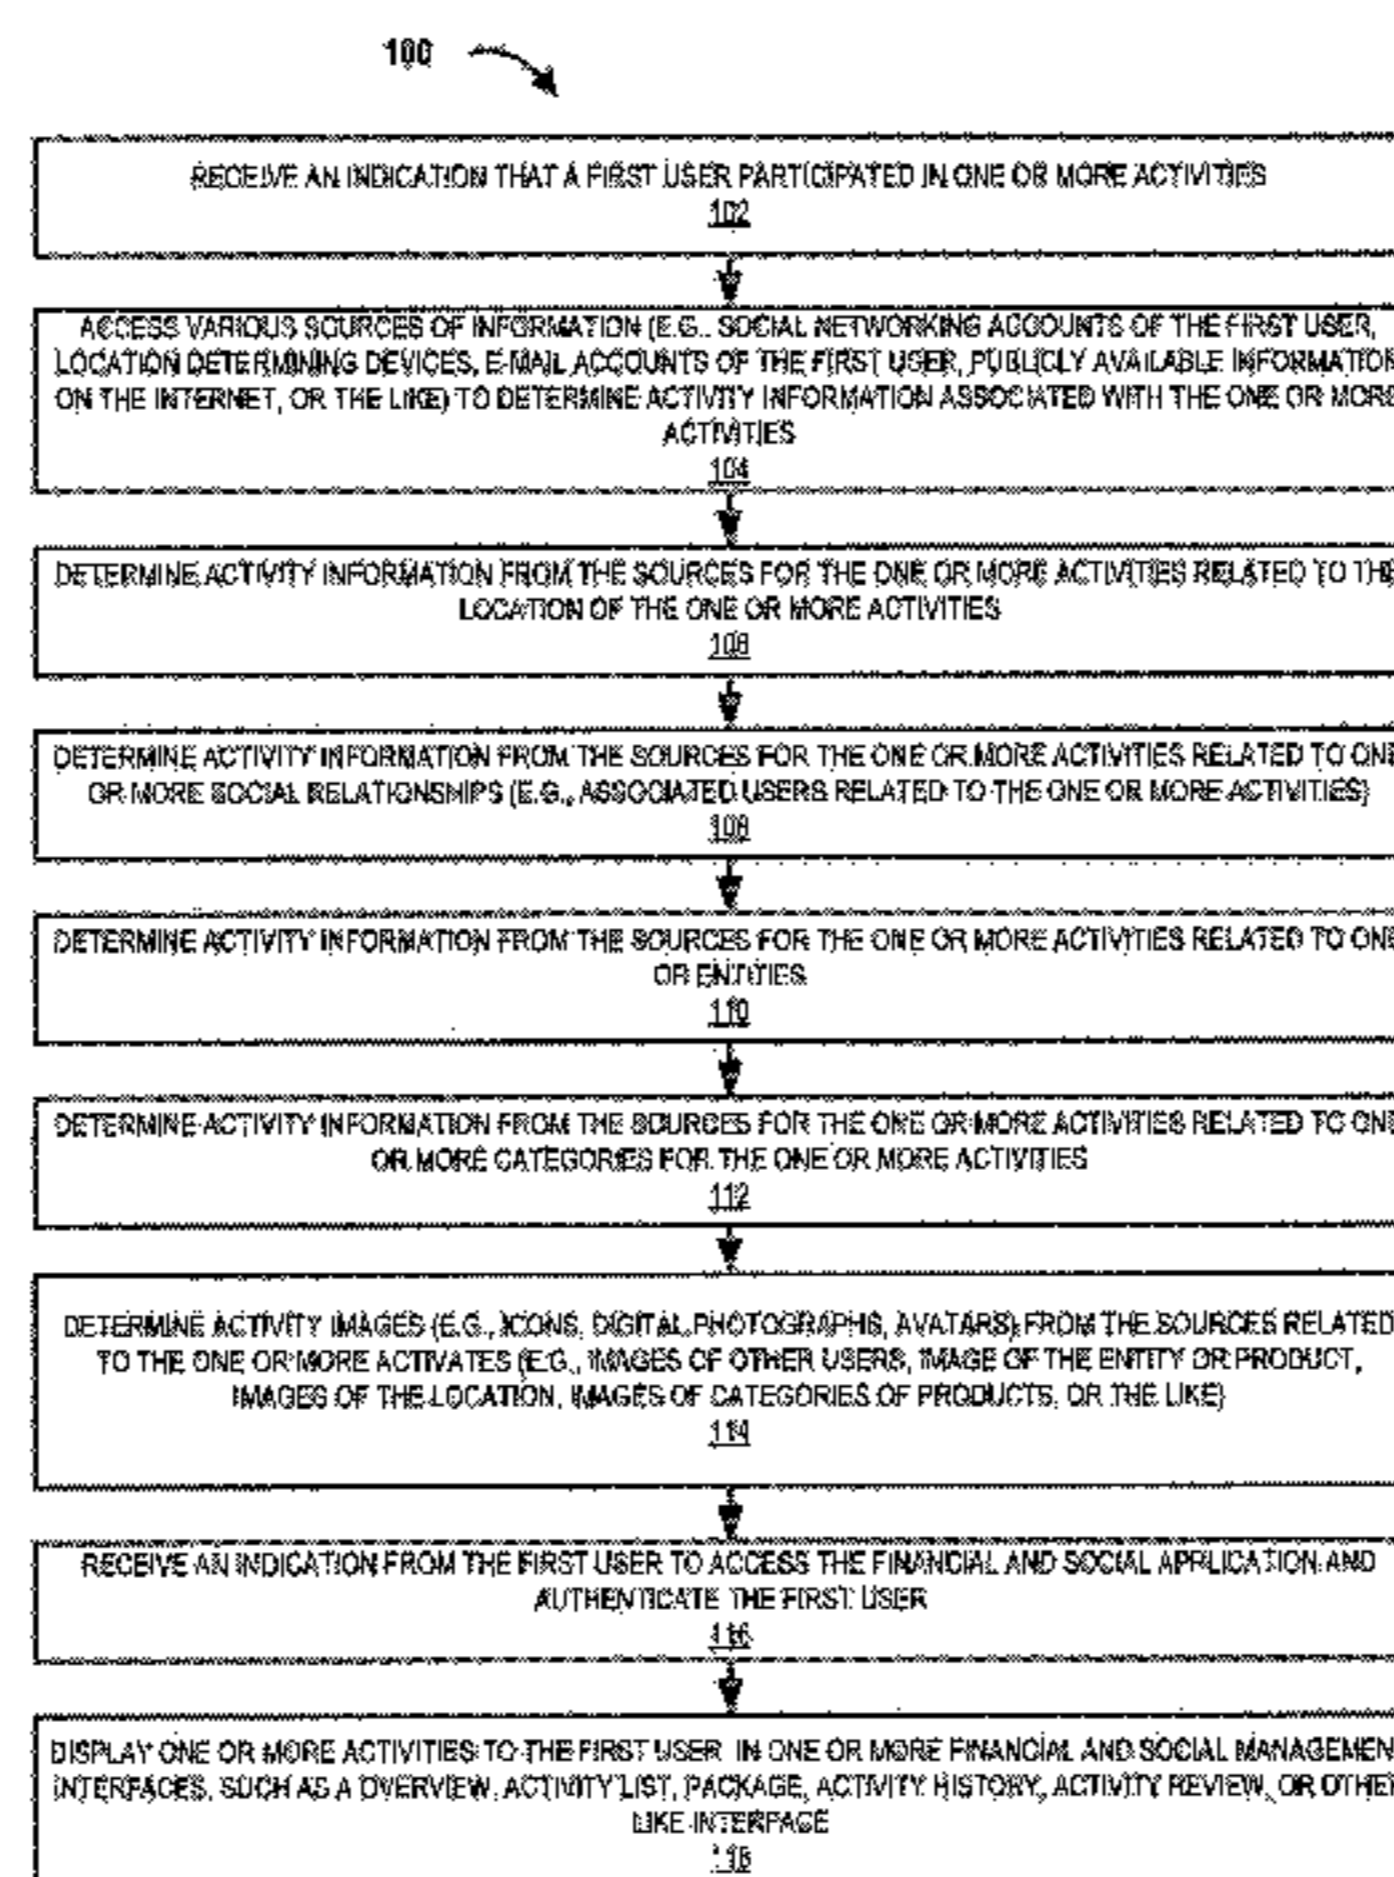 100
RECEIVE AN INDICATION THAT A FIRST USER PARTICIPATED IN ONE OR MORE ACTIVITIES
102
ACCESS VARIOUS SOURCES OF INFORMATION (E.G., SOCIAL NETWORKING ACCOUNTS OF THE FIRST USER,
LOCATION DETERMINING DEVICES, E-MAIL ACCOUNTS OF THE FIRST USER, PUBLICLY AVAILABLE INFORMATION
ON THE INTERNET, OR THE LIKE) TO DETERMINE ACTIVITY INFORMATION ASSOCIATED WITH THE ONE OR MORE
ACTIVITIES
104
DETERMINE ACTIVITY INFORMATION FROM THE SOURCES FOR THE ONE OR MORE ACTIVITIES RELATED TO THE
LOCATION OF THE ONE OR MORE ACTIVITIES
DETERMINE ACTIVITY INFORMATION FROM THE SOURCES FOR THE ONE OR MORE ACTIVITIES RELATED TO ONE
OR MORE SOCIAL RELATIONSHIPS (E.G., ASSOCIATED USERS RELATED TO THE ONE OR MORE ACTIVITIES)
108
DETERMINE ACTIVITY INFORMATION FROM THE SOURCES FOR THE ONE OR MORE ACTIVITIES RELATED TO ONE
OR ENTITIES
110
DETERMINE ACTIVITY INFORMATION FROM THE SOURCES FOR THE ONE OR MORE ACTIVITIES RELATED TO ONE
OR MORE CATEGORIES FOR THE ONE OR MORE ACTIVITIES
112
DETERMINE ACTIVITY IMAGES (E.G., ICONS, DIGITAL PHOTOGRAPHS, AVATARS) FROM THE SOURCES RELATED
TO THE ONE OR MORE ACTIVATES (E.G., IMAGES OF OTHER USERS, IMAGE OF THE ENTITY OR PRODUCT,
IMAGES OF THE LOCATION, IMAGES OF CATEGORIES OF PRODUCTS, OR THE LIKE)
114
RECEIVE AN INDICATION FROM THE FIRST USER TO ACCESS THE FINANCIAL AND SOCIAL APPLICATION AND
AUTHENTICATE THE FIRST USER
116
DISPLAY ONE OR MORE ACTIVITIES TO THE FIRST USER IN ONE OR MORE FINANCIAL AND SOCIAL MANAGEMEN
INTERFACES, SUCH AS A OVERVIEW, ACTIVITY LIST, PACKAGE, ACTIVITY HISTORY, ACTIVITY REVIEW, OR OTHER
LIKE INTERFACE
118